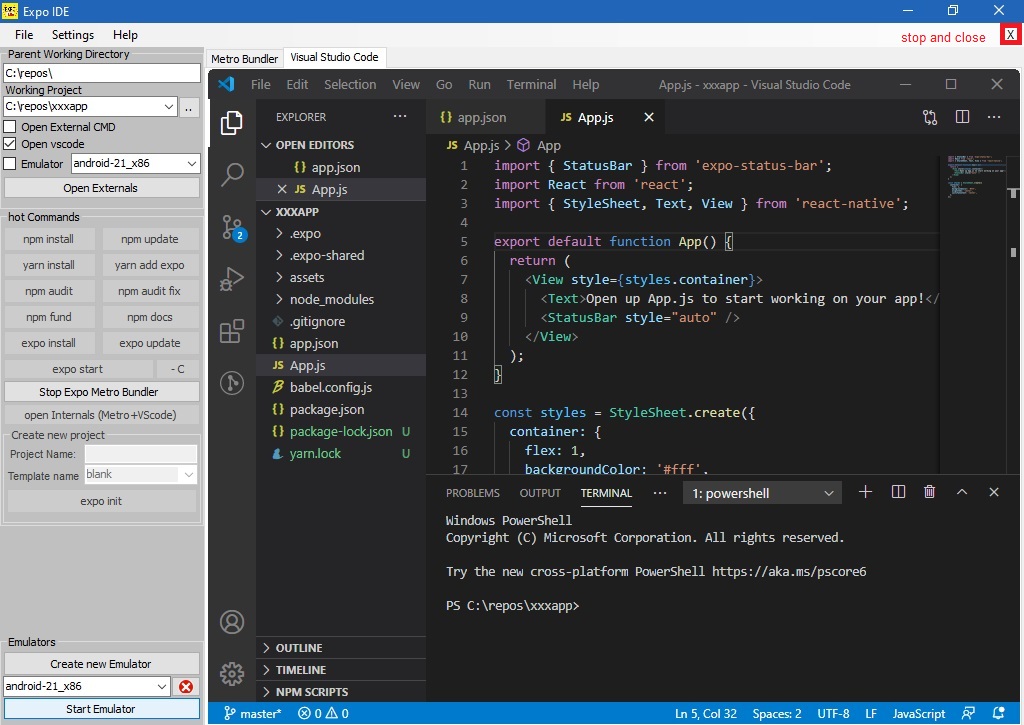 Expo IDE
File Settings Help
stop and close X
Parent Working Directory
C:\repos\
Working Project
C:\repos\xxxapp ..
Open External CMD
Open vscode
Emulator android-21_x86
Open Externals
hot Commands
npm install npm update
yarn install yarn add expo
npm audit npm audit fix
npm fund npm docs
expo install expo update
expo start - C
Stop Expo Metro Bundler
open Internals (Metro+VScode)
Create new project
Project Name:
Template name blank
expo init
Emulators
Create new Emulator
android-21_x86
Start Emulator
Metro Bundler Visual Studio Code
File Edit Selection View Go Run Terminal Help App.js - xxxapp - Visual Studio Code
2
EXPLORER ···
OPEN EDITORS
{} app.json
JS App.js
XXXAPP
.expo
.expo-shared
assets
node_modules
.gitignore
{} app.json
JS App.js
babel.config.js
{} package.json
{} package-lock.json U
yarn.lock U
OUTLINE
TIMELINE
NPM SCRIPTS
{} app.json JS App.js ···
JS App.js > App
1 import { StatusBar } from 'expo-status-bar';
2 import React from 'react';
3 import { StyleSheet, Text, View } from 'react-native';
4
5 export default function App() {
6 return (
7 <View style={styles.container}>
8 <Text>Open up App.js to start working on your app!</
9 <StatusBar style="auto" />
10 </View>
11 );
12 }
13
14 const styles = StyleSheet.create({
15 container: {
16 flex: 1,
17 backgroundColor: '#fff',
PROBLEMS OUTPUT TERMINAL ··· 1: powershell
Windows PowerShell
Copyright (C) Microsoft Corporation. All rights reserved.
Try the new cross-platform PowerShell https://aka.ms/pscore6
PS C:\repos\xxxapp>
master* 0 0 Ln 5, Col 32 Spaces: 2 UTF-8 LF JavaScript